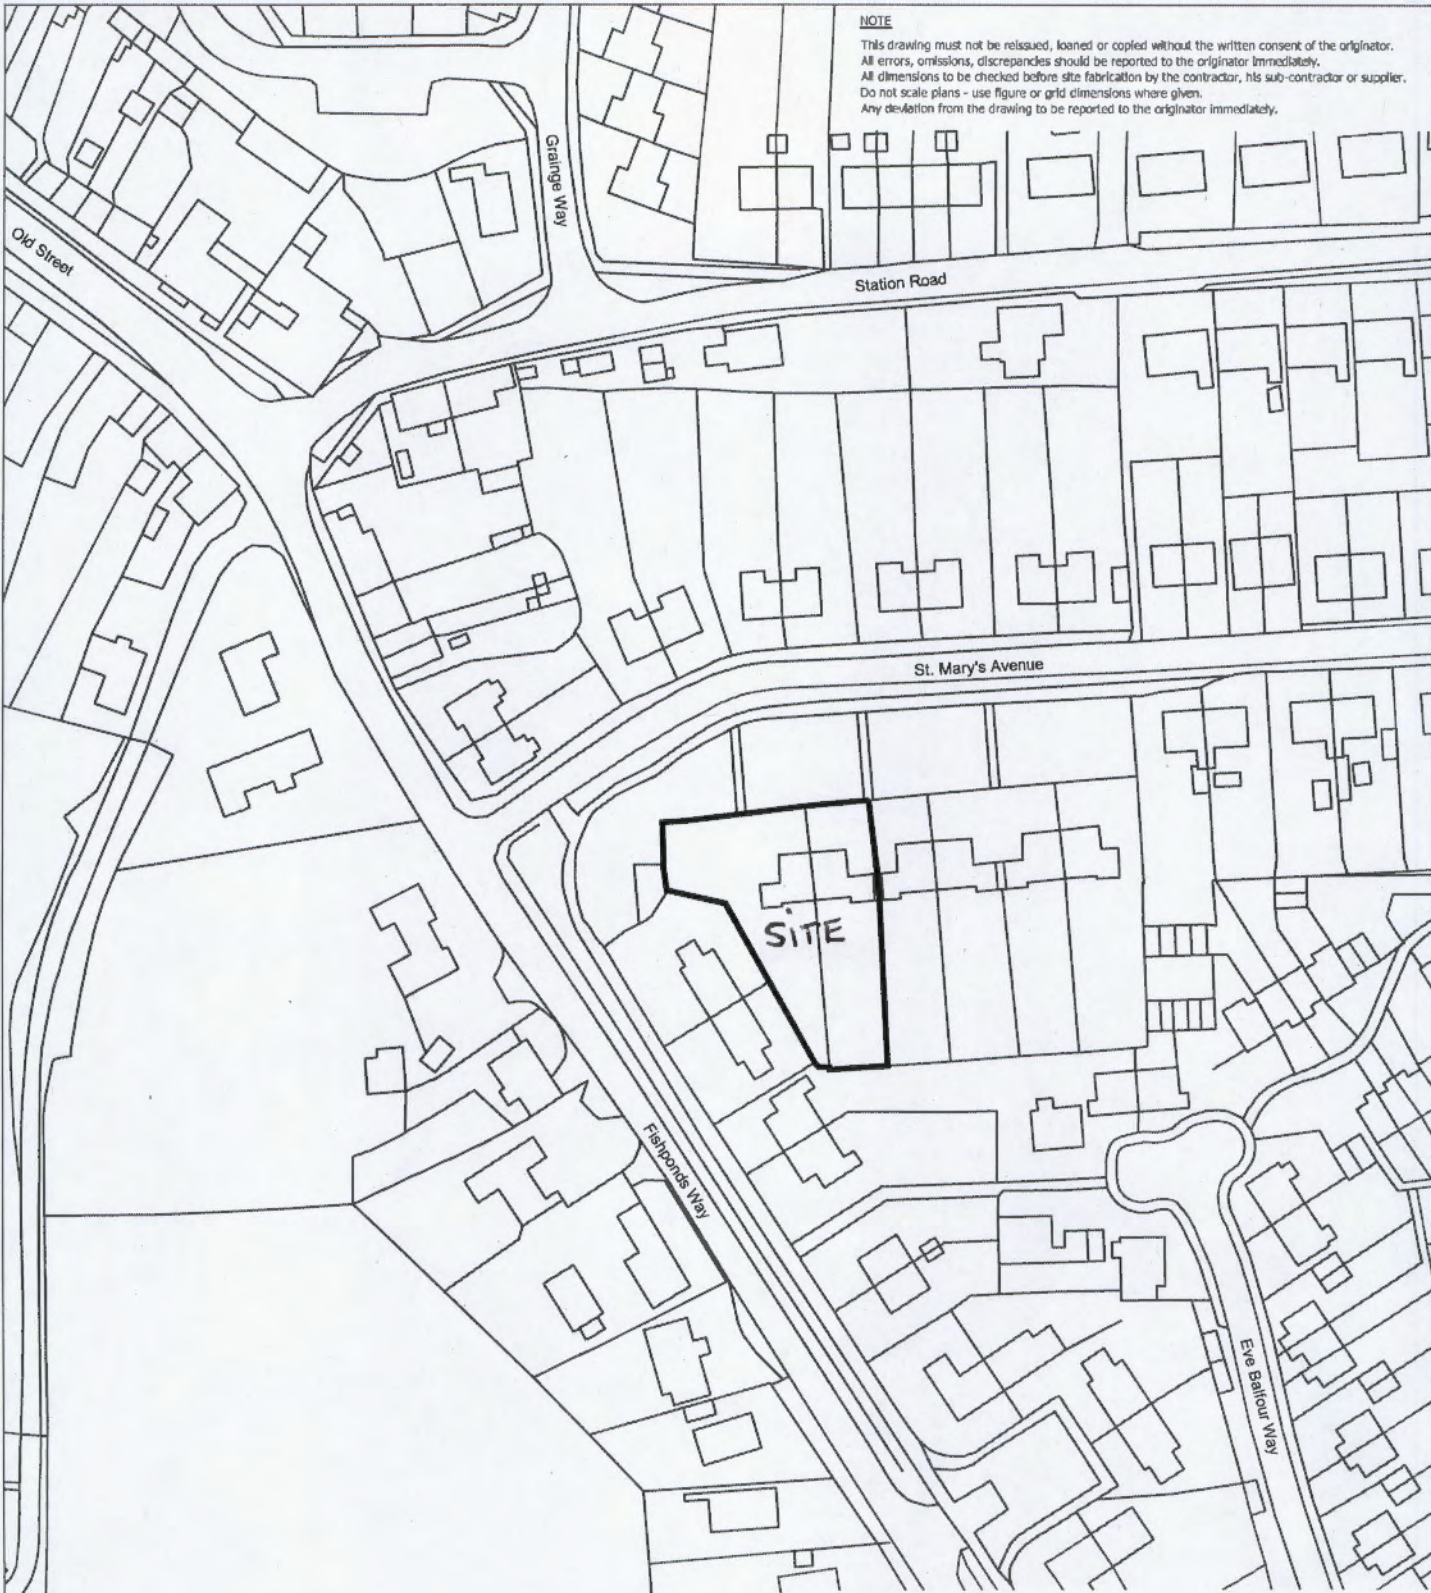 NOTE
This drawing must not be reissued, loaned or copied without the written consent of the originator.
All errors, omissions, discrepancies should be reported to the originator immediately.
All dimensions to be checked before site fabrication by the contractor, his sub-contractor or supplier.
Do not scale plans - use figure or grid dimensions where given.
Any deviation from the drawing to be reported to the originator immediately.
Grainge Way
Old Street
Station Road
St. Mary's Avenue
SiTE
Fishponds Way
Eve Balfour Way